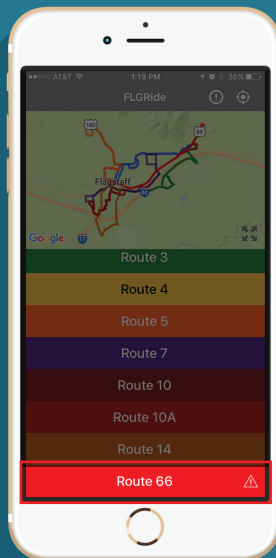 AT&T 1:19 PM 36%
FLGRide
180
89
Flagstaff
Google
Route 3
Route 4
Route 5
Route 7
Route 10
Route 10A
Route 14
Route 66